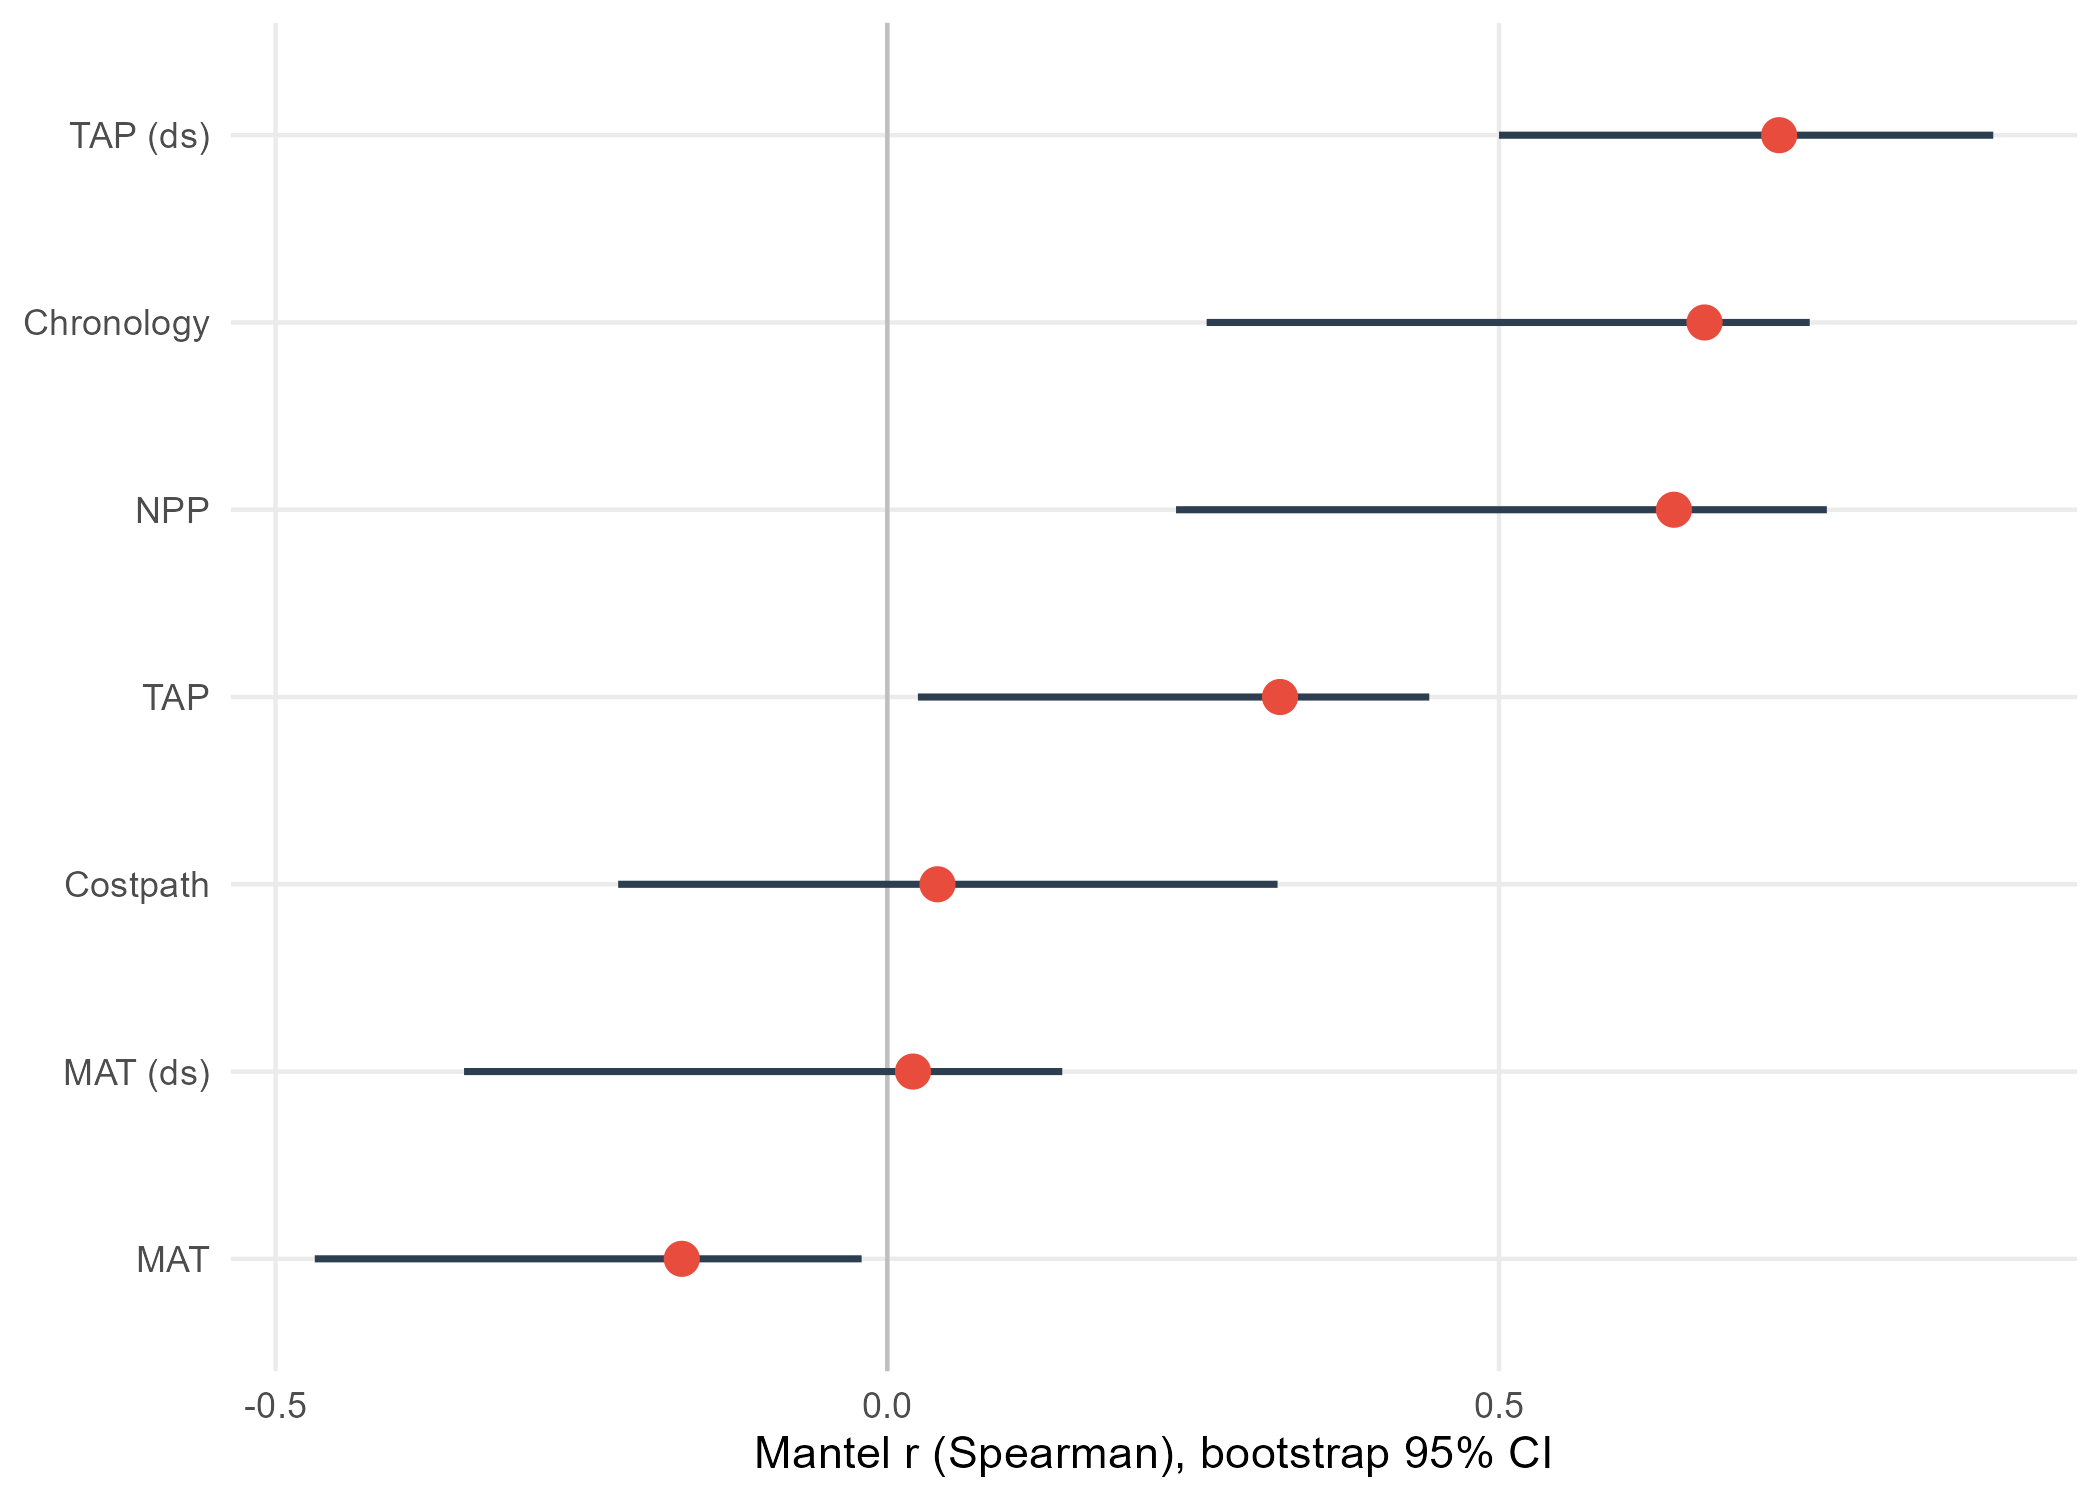 TAP (ds)
Chronology
NPP
TAP
Costpath
MAT (ds)
MAT
-0.5 0.0 0.5
Mantel r (Spearman), bootstrap 95% CI